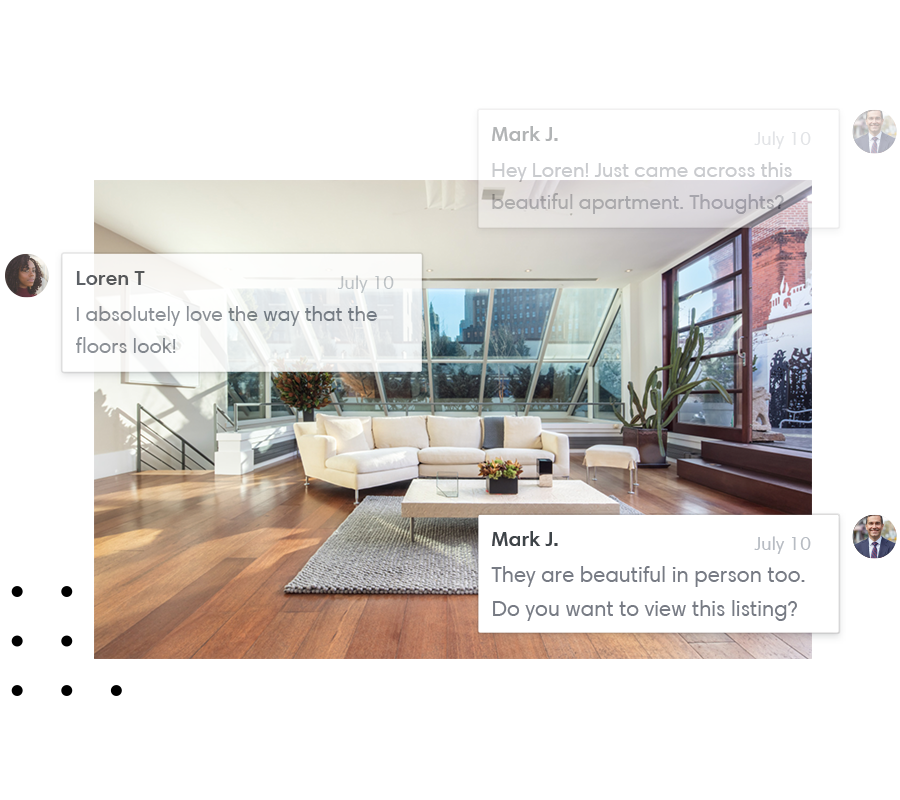 Mark J.
July 10
Hey Loren! Just came across this
beautiful apartment. Thoughts?
Loren T
July 10
I absolutely love the way that the
floors look!
Mark J.
July 10
They are beautiful in person too.
Do you want to view this listing?